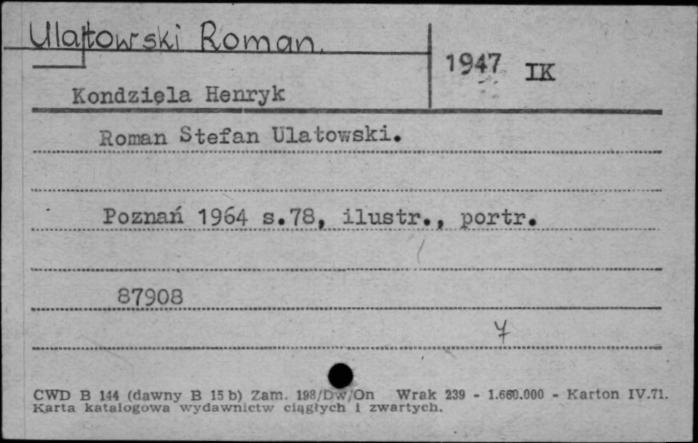 Ulatowski Roman.
1947 IK
Kondziela Henryk
Roman Stefan Ulatowski.
Poznań 1964 s.78, ilustr., portr.
87908
4
CWD B 144 (dawny B 15 b) Zam. 198/Dw/On Wrak 239 - 1.660.000 - Karton IV.71.
Karta katalogowa wydawnictw ciągłych i zwartych.